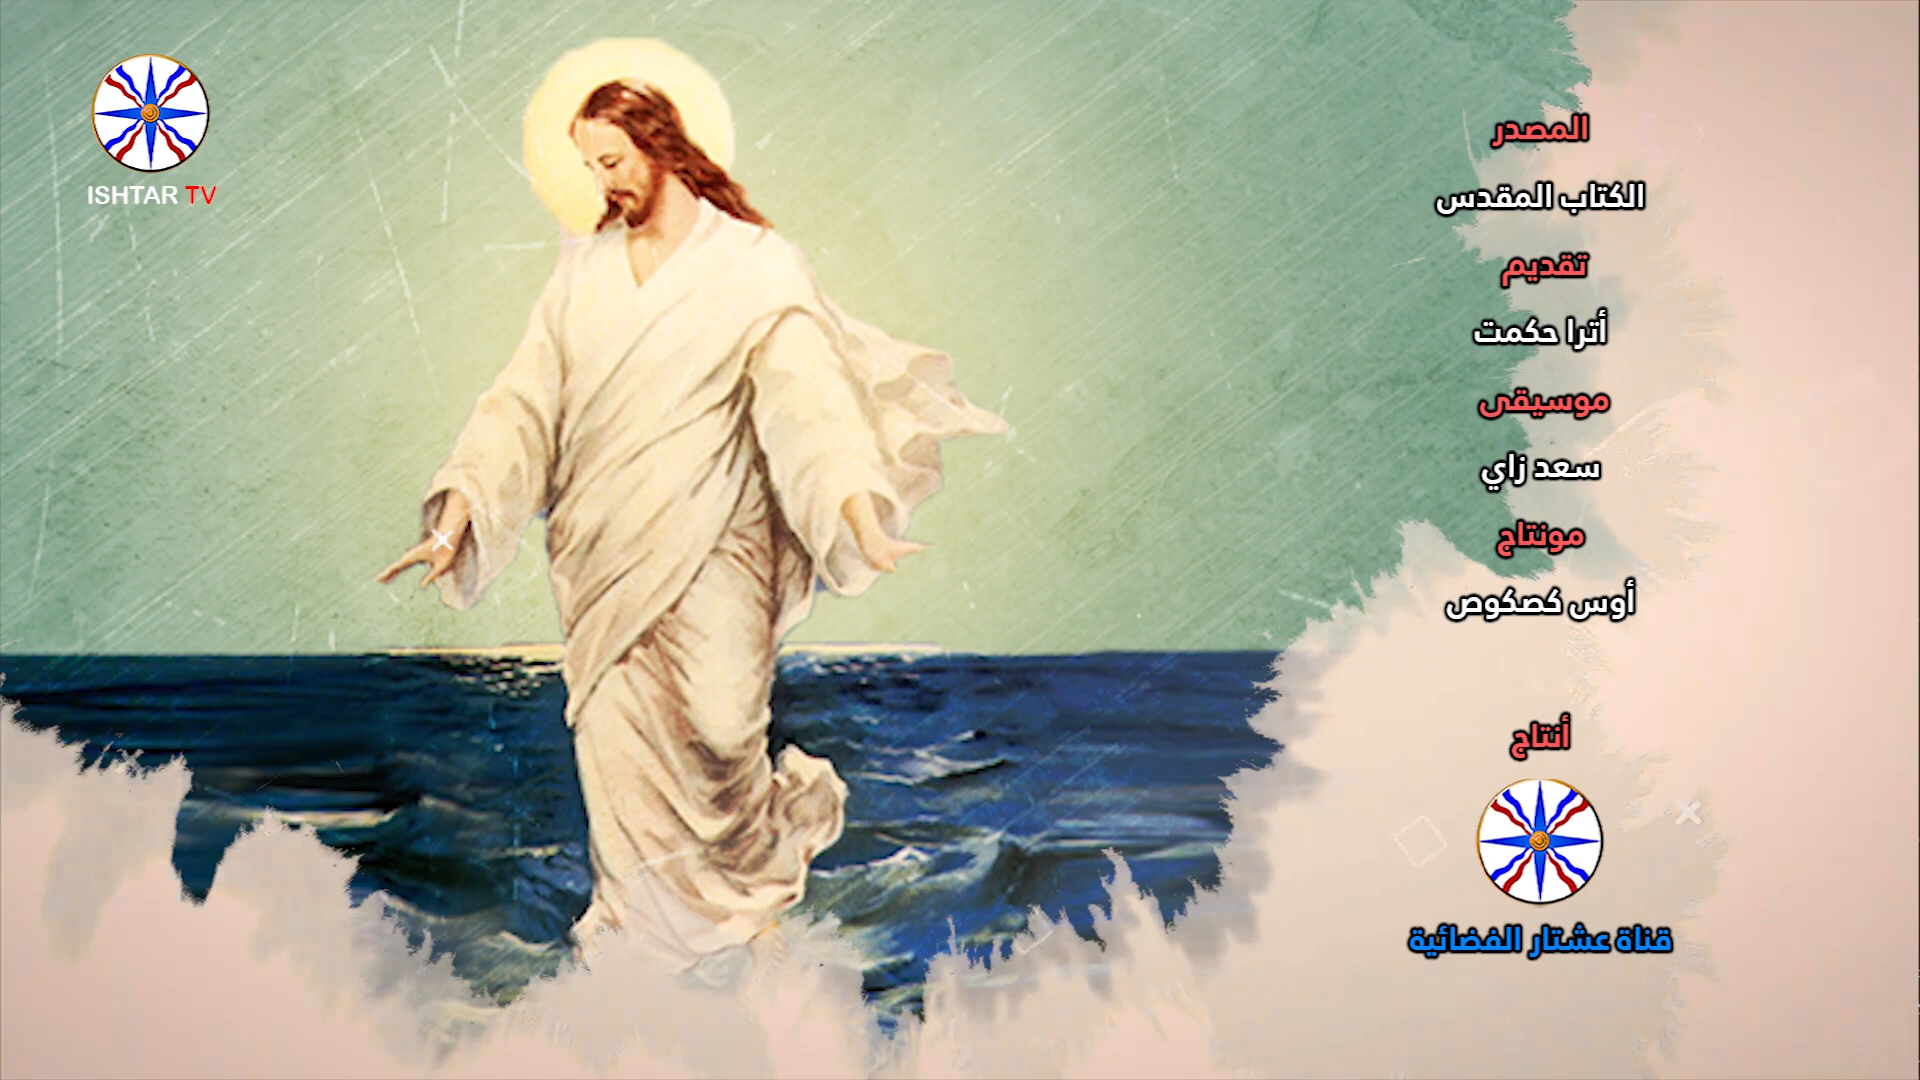 ISHTAR TV
المصدر
الكتاب المقدس
تقديم
أترا حكمت
موسيقى
سعد زاي
مونتاج
أوس كصكوص
أنتاج
قناة عشتار الفضائية